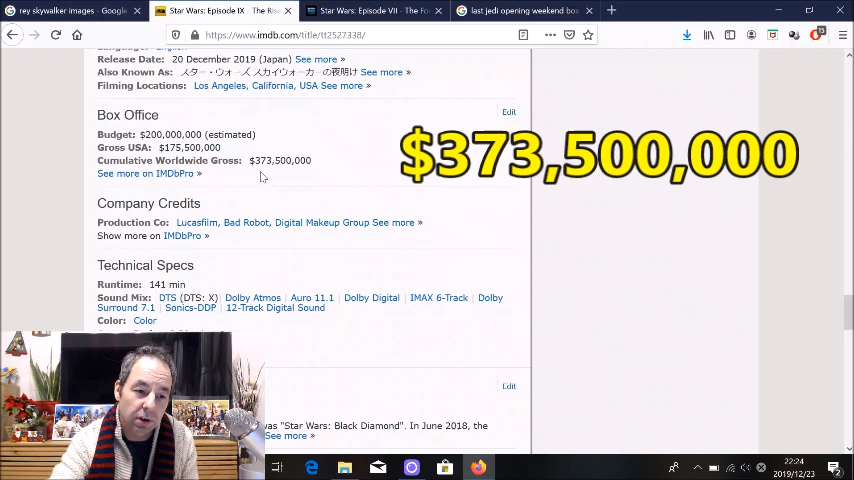 rey skywalker images - Google
Star Wars: Episode IX - The Rise
Star Wars: Episode VII - The Fo
last jedi opening weekend box
https://www.imdb.com/title/tt2527338/
15
Release Date: 20 December 2019 (Japan) See more »
Also Known As: スター・ウォーズ スカイウォーカーの夜明け See more »
Filming Locations: Los Angeles, California, USA See more »
Box Office
Edit
Budget: $200,000,000 (estimated)
Gross USA: $175,500,000
Cumulative Worldwide Gross: $373,500,000
See more on IMDbPro »
$373,500,000
Company Credits
Production Co: Lucasfilm, Bad Robot, Digital Makeup Group See more »
Show more on IMDbPro »
Technical Specs
Runtime: 141 min
Sound Mix: DTS (DTS: X) | Dolby Atmos | Auro 11.1 | Dolby Digital | IMAX 6-Track | Dolby
Surround 7.1 | Sonics-DDP | 12-Track Digital Sound
Color: Color
Edit
was "Star Wars: Black Diamond". In June 2018, the
See more »
22:24
2019/12/23
2